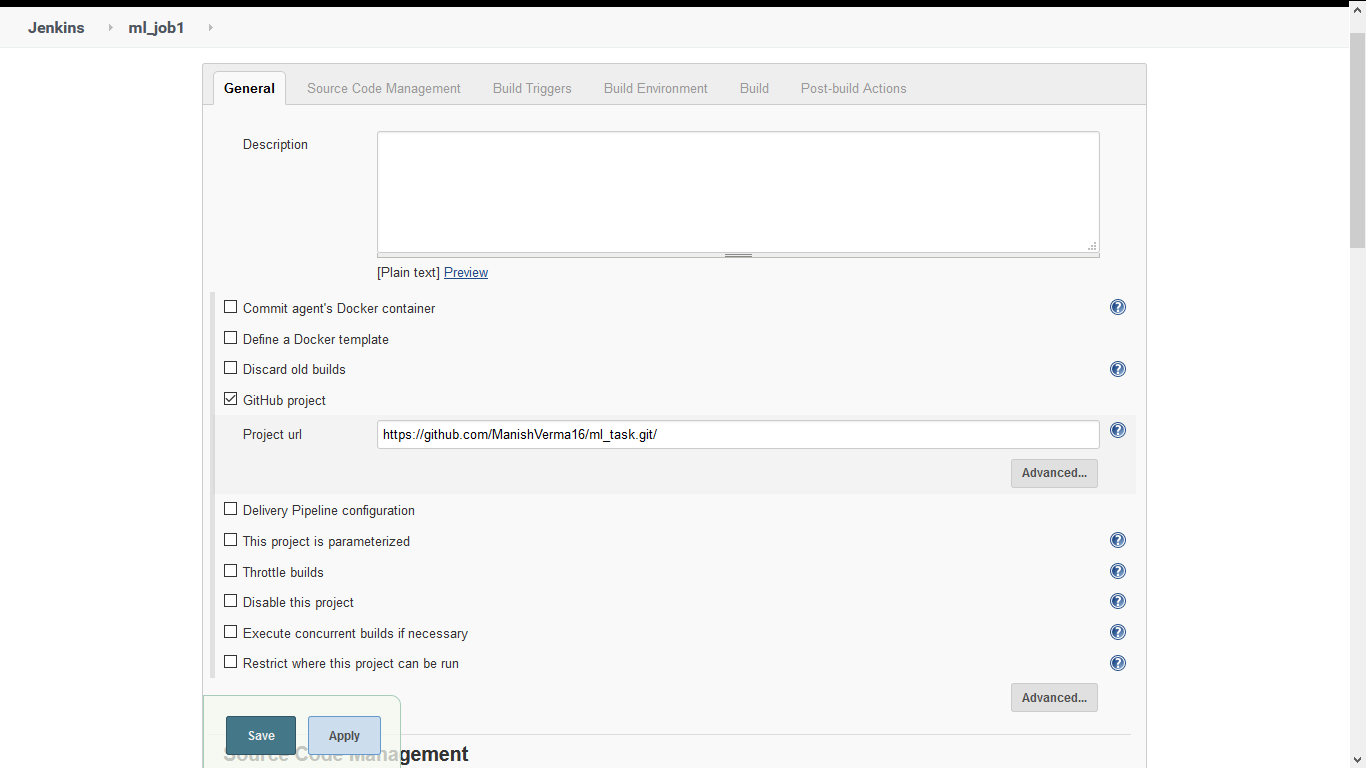 Jenkins ml_job1
General Source Code Management Build Triggers Build Environment Build Post-build Actions
Description
[Plain text] Preview
Commit agent's Docker container
Define a Docker template
Discard old builds
GitHub project
Project url https://github.com/ManishVerma16/ml_task.git/
Advanced...
Delivery Pipeline configuration
This project is parameterized
Throttle builds
Disable this project
Execute concurrent builds if necessary
Restrict where this project can be run
Advanced...
Save Apply
Source Code Management